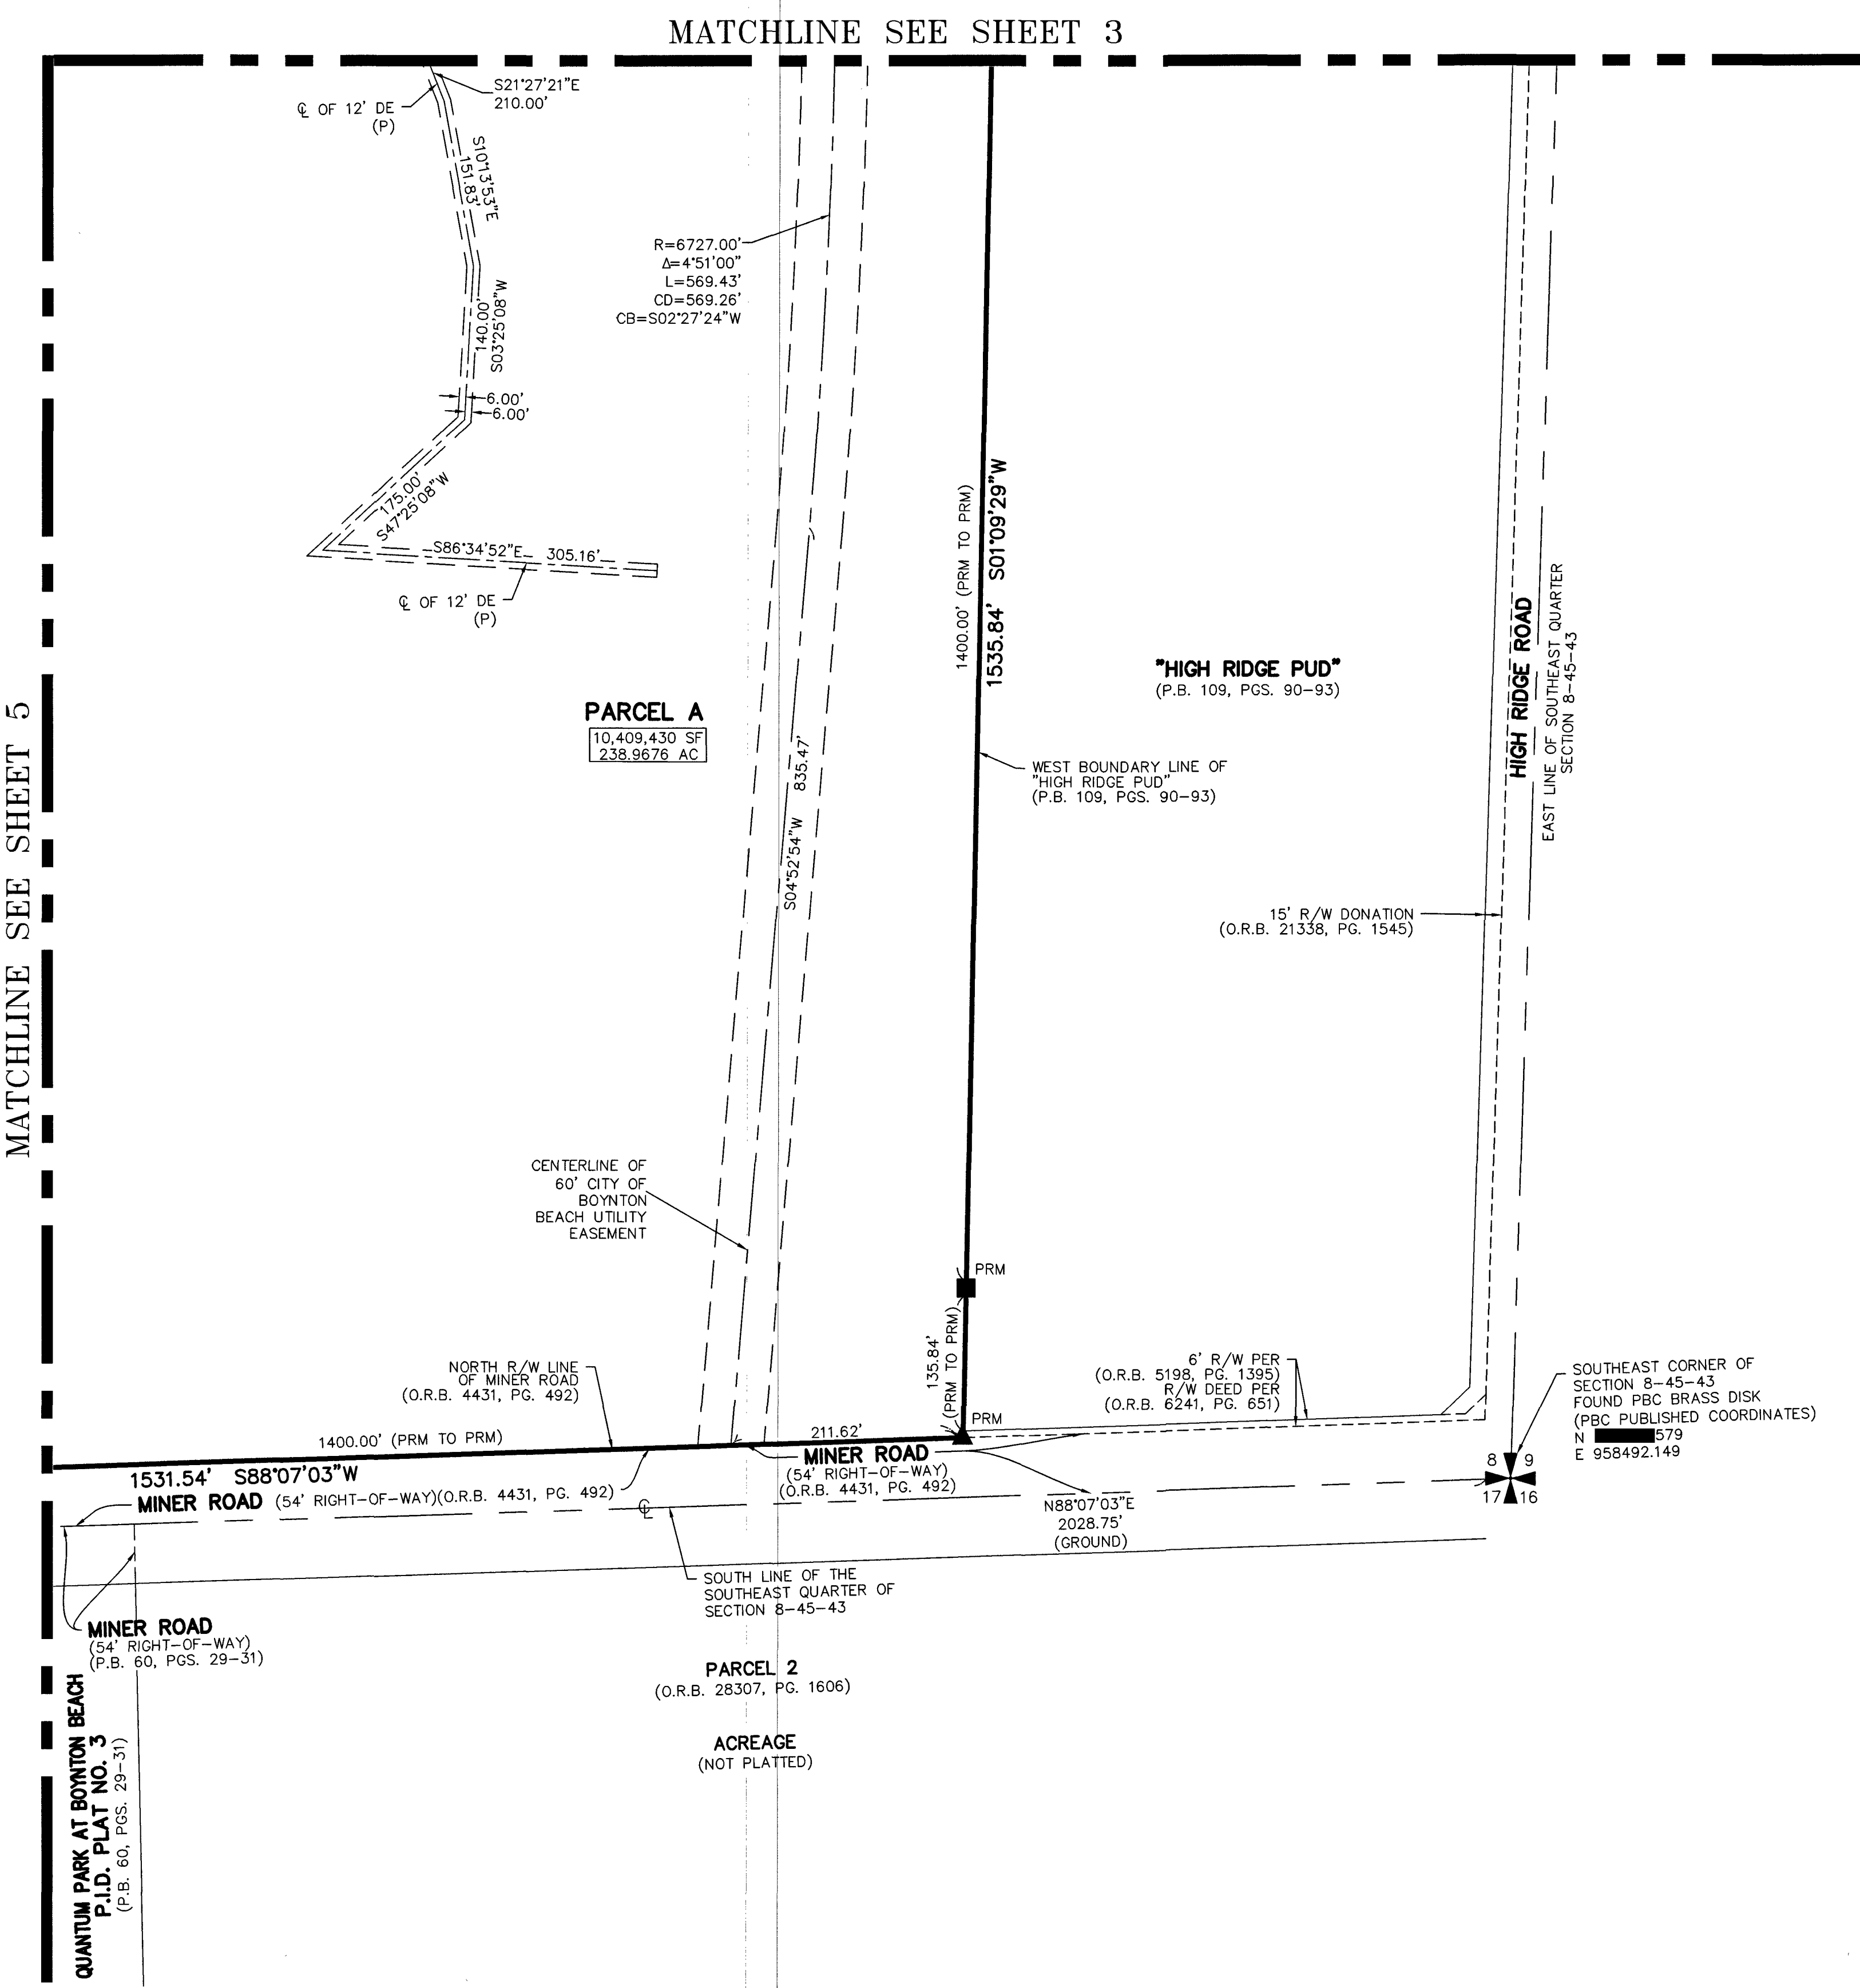 MATCHLINE SEE SHEET 3
MATCHLINE SEE SHEET 5
S21°27'21"E
210.00'
℄ OF 12' DE
(P)
S10°13'53"E
151.83'
140.00'
S03°25'08"W
6.00'
6.00'
175.00'
S47°25'08"W
S86°34'52"E 305.16'
℄ OF 12' DE
(P)
R=6727.00'
Δ=4°51'00"
L=569.43'
CD=569.26'
CB=S02°27'24"W
PARCEL A
10,409,430 SF
238.9676 AC
S04°52'54"W 835.47'
1400.00' (PRM TO PRM)
1535.84' S01°09'29"W
"HIGH RIDGE PUD"
(P.B. 109, PGS. 90-93)
WEST BOUNDARY LINE OF
"HIGH RIDGE PUD"
(P.B. 109, PGS. 90-93)
HIGH RIDGE ROAD
EAST LINE OF SOUTHEAST QUARTER
SECTION 8-45-43
15' R/W DONATION
(O.R.B. 21338, PG. 1545)
CENTERLINE OF
60' CITY OF
BOYNTON
BEACH UTILITY
EASEMENT
PRM
135.84'
(PRM TO PRM)
PRM
NORTH R/W LINE
OF MINER ROAD
(O.R.B. 4431, PG. 492)
6' R/W PER
(O.R.B. 5198, PG. 1395)
R/W DEED PER
(O.R.B. 6241, PG. 651)
SOUTHEAST CORNER OF
SECTION 8-45-43
FOUND PBC BRASS DISK
(PBC PUBLISHED COORDINATES)
N 579
E 958492.149
8 9
17 16
1400.00' (PRM TO PRM)
211.62'
1531.54' S88°07'03"W
MINER ROAD
(54' RIGHT-OF-WAY)
(O.R.B. 4431, PG. 492)
MINER ROAD (54' RIGHT-OF-WAY)(O.R.B. 4431, PG. 492)
℄
N88°07'03"E
2028.75'
(GROUND)
SOUTH LINE OF THE
SOUTHEAST QUARTER OF
SECTION 8-45-43
MINER ROAD
(54' RIGHT-OF-WAY)
(P.B. 60, PGS. 29-31)
PARCEL 2
(O.R.B. 28307, PG. 1606)
ACREAGE
(NOT PLATTED)
QUANTUM PARK AT BOYNTON BEACH
P.I.D. PLAT NO. 3
(P.B. 60, PGS. 29-31)